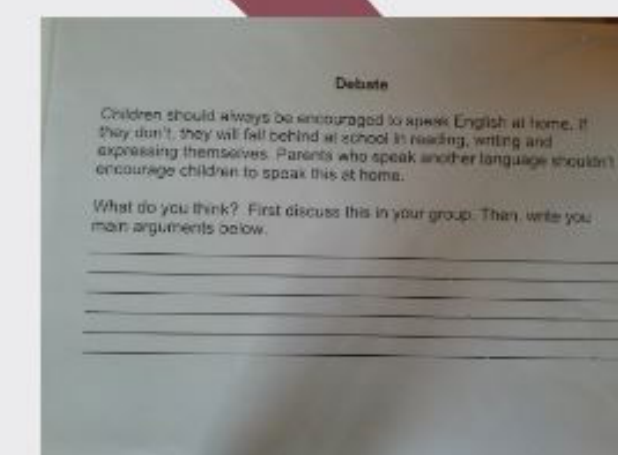 Debate
Children should always be encouraged to speak English at home. If
they don't, they will fall behind at school in reading, writing and
expressing themselves. Parents who speak another language shouldn't
encourage children to speak this at home.
What do you think? First discuss this in your group. Then, write you
main arguments below.